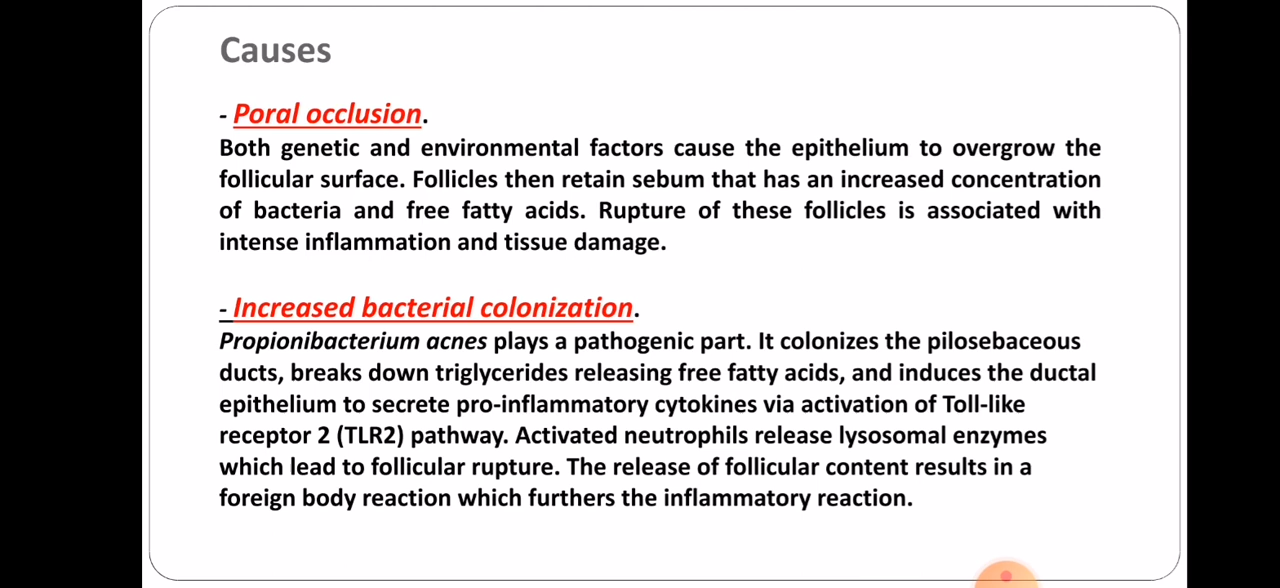 Causes
- Poral occlusion.
Both genetic and environmental factors cause the epithelium to overgrow the
follicular surface. Follicles then retain sebum that has an increased concentration
of bacteria and free fatty acids. Rupture of these follicles is associated with
intense inflammation and tissue damage.
- Increased bacterial colonization.
Propionibacterium acnes plays a pathogenic part. It colonizes the pilosebaceous
ducts, breaks down triglycerides releasing free fatty acids, and induces the ductal
epithelium to secrete pro-inflammatory cytokines via activation of Toll-like
receptor 2 (TLR2) pathway. Activated neutrophils release lysosomal enzymes
which lead to follicular rupture. The release of follicular content results in a
foreign body reaction which furthers the inflammatory reaction.